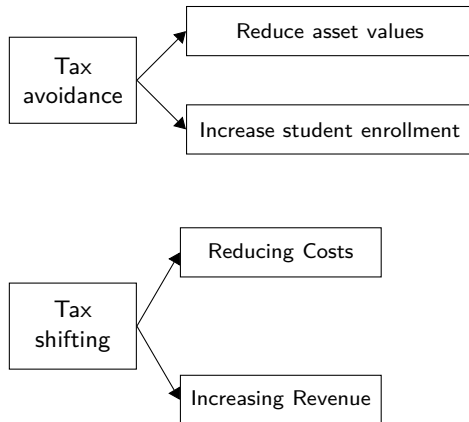 Tax
avoidance
Reduce asset values
Increase student enrollment
Tax
shifting
Reducing Costs
Increasing Revenue